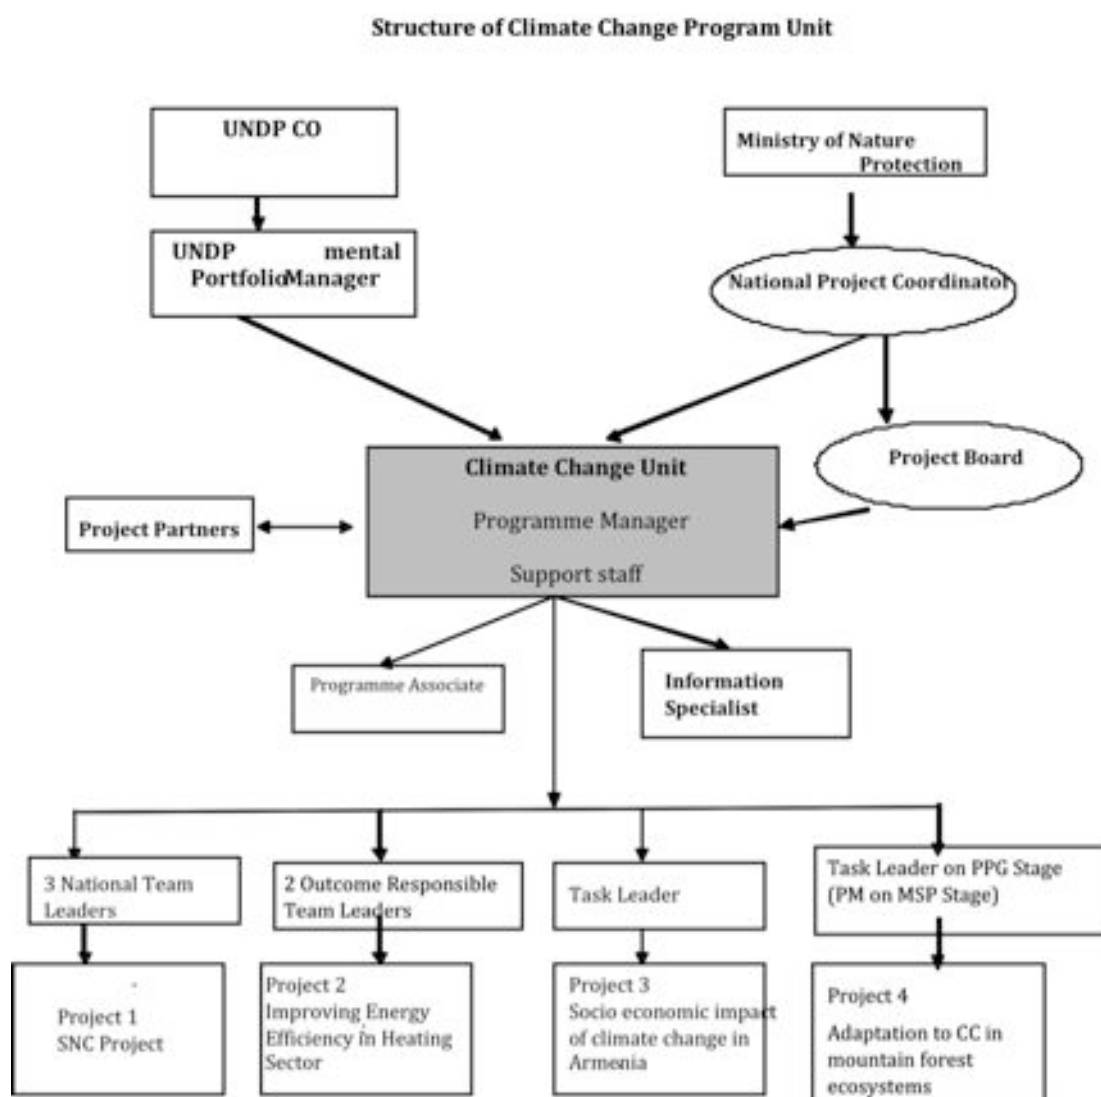 Structure of Climate Change Program Unit
UNDP CO
Ministry of Nature
Protection
UNDP mental
PortfolioManager
National Project Coordinator
Project Board
Climate Change Unit
Programme Manager
Support staff
Project Partners
Programme Associate
Information
Specialist
3 National Team
Leaders
2 Outcome Responsible
Team Leaders
Task Leader
Task Leader on PPG Stage
(PM on MSP Stage)
Project 1
SNC Project
Project 2
Improving Energy
Efficiency in Heating
Sector
Project 3
Socio economic impact
of climate change in
Armenia
Project 4
Adaptation to CC in
mountain forest
ecosystems